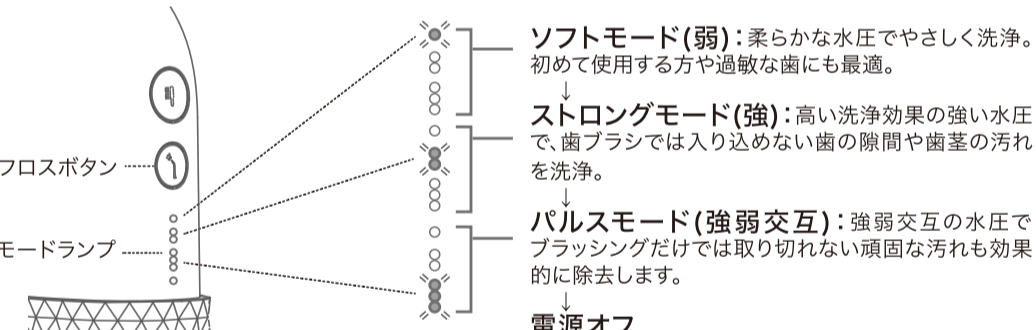 ソフトモード(弱):柔らかな水圧でやさしく洗浄。
初めて使用する方や過敏な歯にも最適。
↓
ストロングモード(強):高い洗浄効果の強い水圧
で、歯ブラシでは入り込めない歯の隙間や歯茎の汚れ
を洗浄。
↓
パルスモード(強弱交互):強弱交互の水圧で
ブラッシングだけでは取り切れない頑固な汚れも効果
的に除去します。
↓
電源オフ
フロスボタン
モードランプ